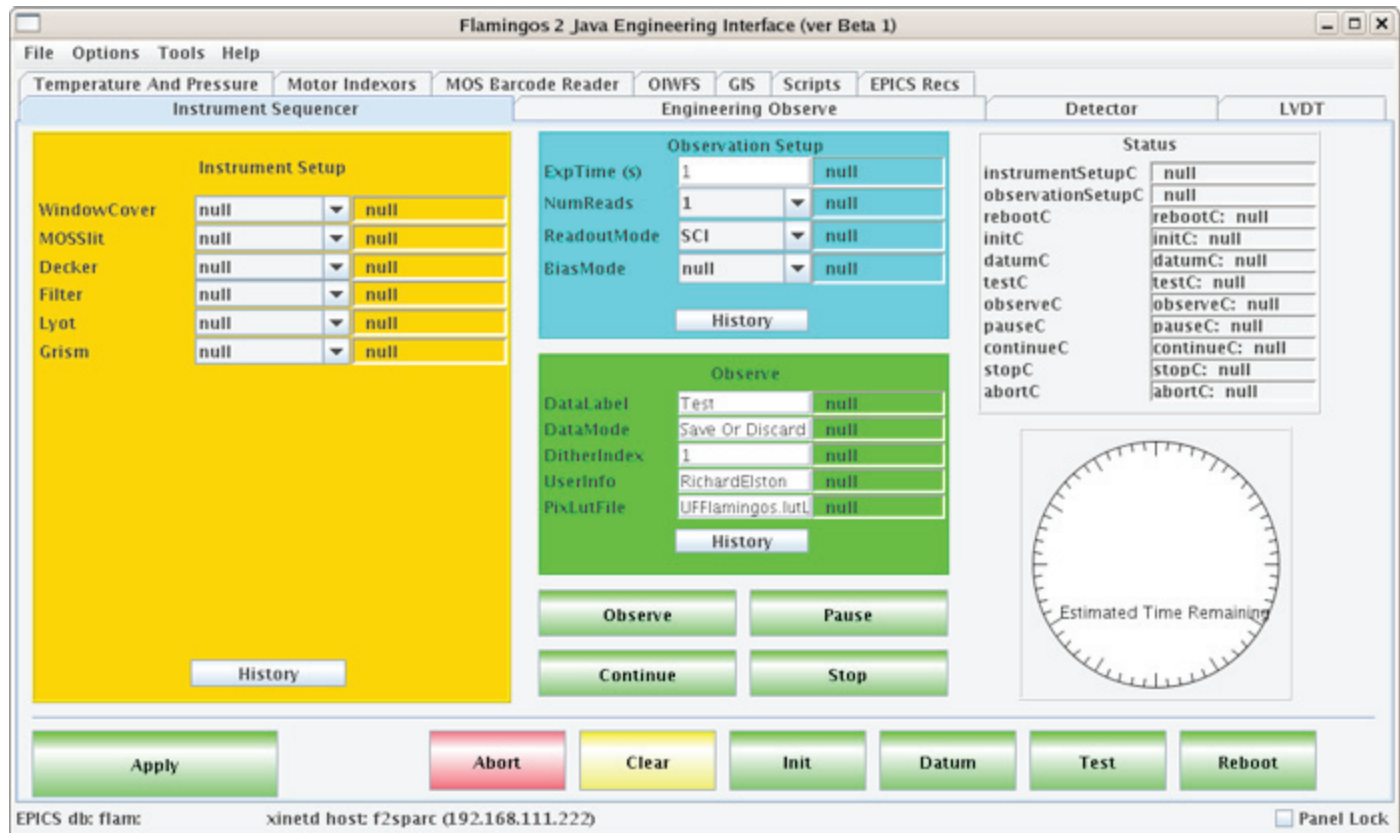 Flamingos 2 Java Engineering Interface (ver Beta 1)
File Options Tools Help
Temperature And Pressure Motor Indexors MOS Barcode Reader OIWFS GIS Scripts EPICS Recs
Instrument Sequencer Engineering Observe Detector LVDT
Instrument Setup
WindowCover null null
MOSSlit null null
Decker null null
Filter null null
Lyot null null
Grism null null
History
Observation Setup
ExpTime (s) 1 null
NumReads 1 null
ReadoutMode SCI null
BiasMode null null
History
Observe
DataLabel Test null
DataMode Save Or Discard null
DitherIndex 1 null
UserInfo RichardElston null
PixLutFile UFFlamingos.lutL null
History
Observe Pause
Continue Stop
Status
instrumentSetupC null
observationSetupC null
rebootC rebootC: null
initC initC: null
datumC datumC: null
testC testC: null
observeC observeC: null
pauseC pauseC: null
continueC continueC: null
stopC stopC: null
abortC abortC: null
Estimated Time Remaining
Apply Abort Clear Init Datum Test Reboot
EPICS db: flam: xinetd host: f2sparc (192.168.111.222) Panel Lock